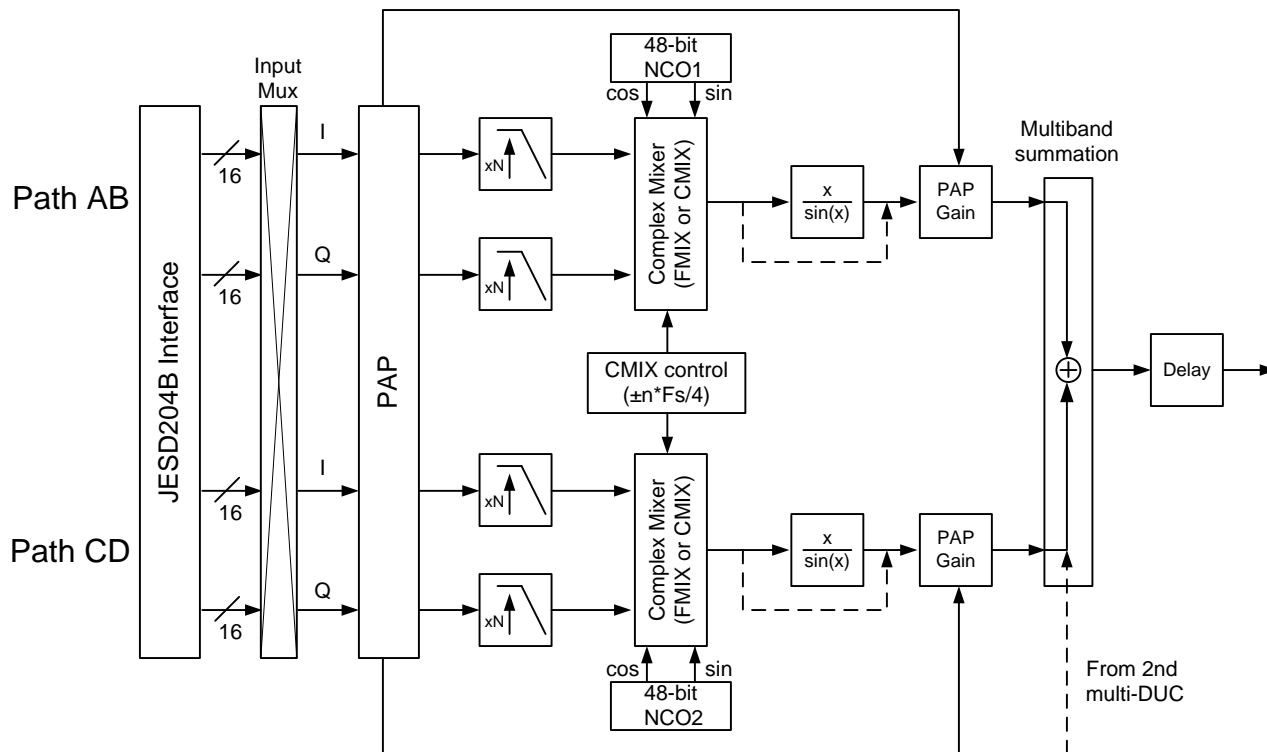 48-bit
NCO1
cos
sin
Input
Mux
Path AB
16
I
xN
16
Q
xN
Complex Mixer
(FMIX or CMIX)
x
sin(x)
PAP
Gain
Multiband
summation
JESD204B Interface
PAP
CMIX control
(±n*Fs/4)
+
Delay
Path CD
16
I
xN
16
Q
xN
Complex Mixer
(FMIX or CMIX)
x
sin(x)
PAP
Gain
cos
sin
48-bit
NCO2
From 2nd
multi-DUC